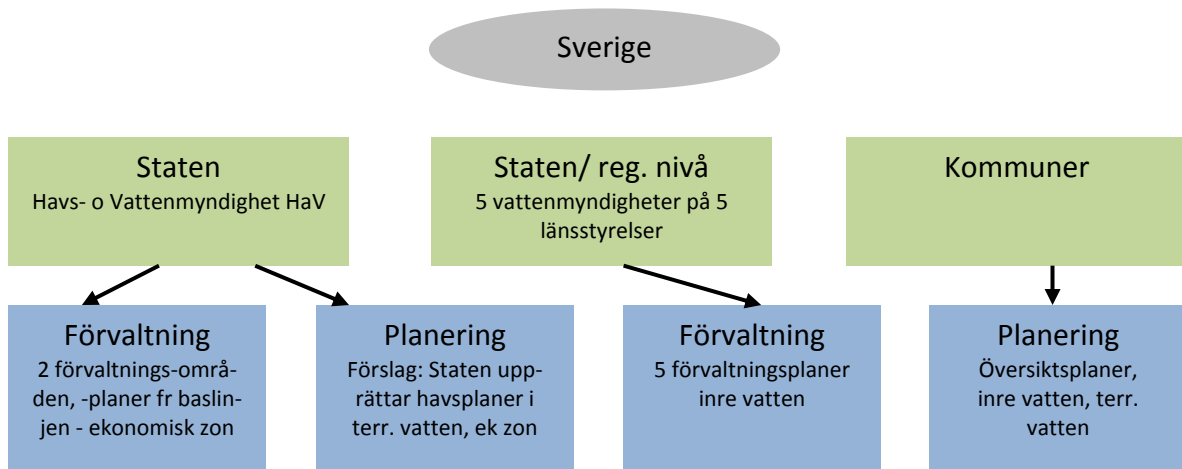 Sverige
Staten
Havs- o Vattenmyndighet HaV
Staten/ reg. nivå
5 vattenmyndigheter på 5
länsstyrelser
Kommuner
Förvaltning
2 förvaltnings-områ-
den, -planer fr baslin-
jen - ekonomisk zon
Planering
Förslag: Staten upp-
rättar havsplaner i
terr. vatten, ek zon
Förvaltning
5 förvaltningsplaner
inre vatten
Planering
Översiktsplaner,
inre vatten, terr.
vatten